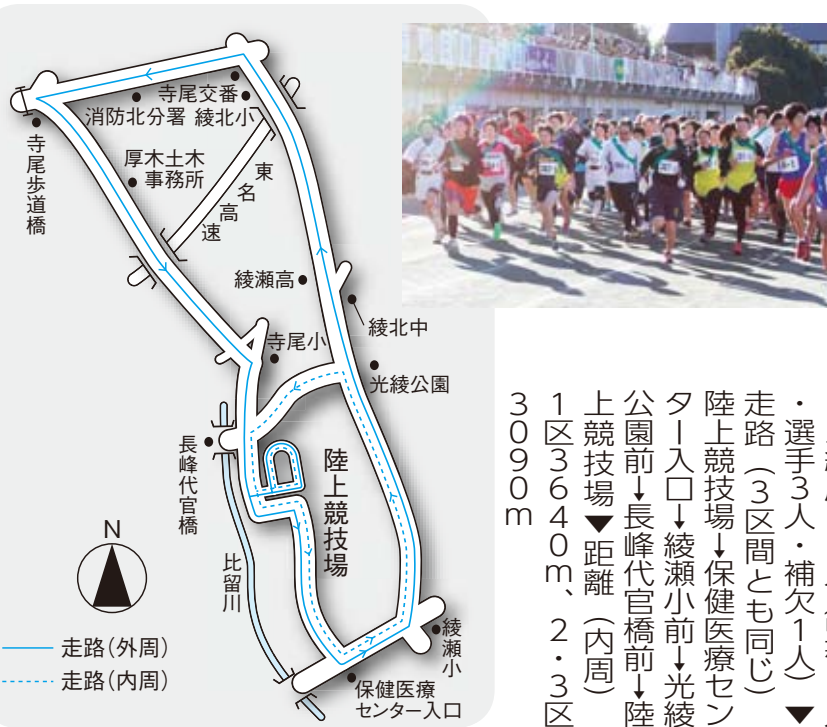 寺尾交番
消防北分署
綾北小
寺尾歩道橋
厚木土木
事務所
東名高速
綾瀬高
綾北中
寺尾小
光綾公園
長峰代官橋
陸上競技場
N
比留川
走路(外周)
走路(内周)
綾瀬小
保健医療
センター入口
・選手3人・補欠1人)▼
走路(3区間とも同じ)
陸上競技場→保健医療セン
ター入口→綾瀬小前→光綾
公園前→長峰代官橋前→陸
上競技場▼距離(内周)
1区3640m、2・3区
3090m